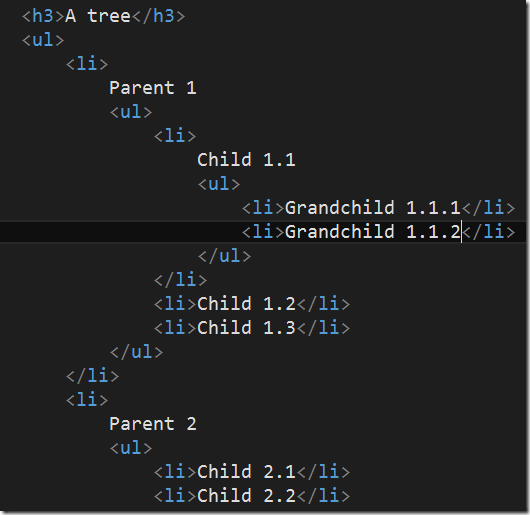 <h3>A tree</h3>
<ul>
<li>
Parent 1
<ul>
<li>
Child 1.1
<ul>
<li>Grandchild 1.1.1</li>
<li>Grandchild 1.1.2</li>
</ul>
</li>
<li>Child 1.2</li>
<li>Child 1.3</li>
</ul>
</li>
<li>
Parent 2
<ul>
<li>Child 2.1</li>
<li>Child 2.2</li>